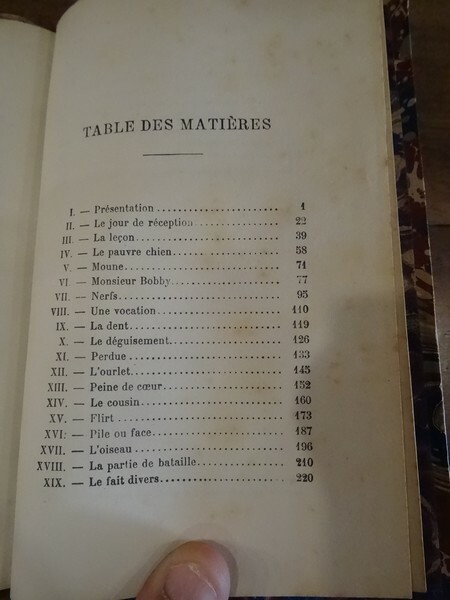 TABLE DES MATIÈRES
I. — Présentation ........................ 1
II. — Le jour de réception ................. 22
III. — La leçon ........................ 39
IV. — Le pauvre chien ..................... 58
V. — Moune ........................... 71
VI — Monsieur Bobby ..................... 77
VII. — Nerfs ........................... 95
VIII. — Une vocation ...................... 110
IX. — La dent .......................... 119
X. — Le déguisement ..................... 126
XI. — Perdue .......................... 133
XII. — L'ourlet ......................... 145
XIII. — Peine de cœur ...................... 152
XIV. — Le cousin ........................ 160
XV. — Flirt ........................... 173
XVI. — Pile ou face ....................... 187
XVII. — L'oiseau ......................... 196
XVIII. — La partie de bataille ................. 210
XIX. — Le fait divers ...................... 220